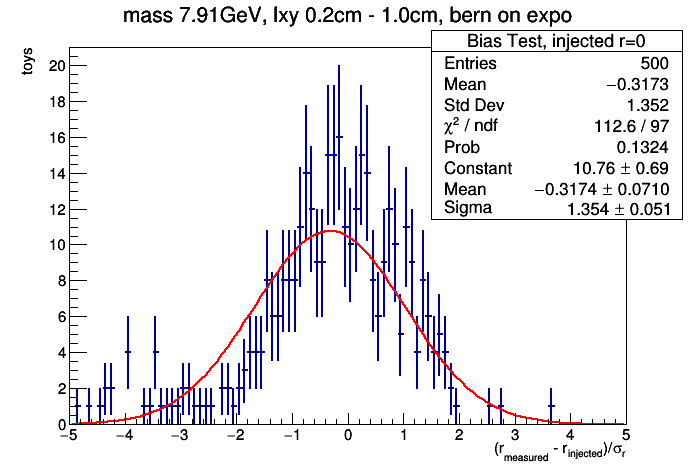 mass 7.91GeV, lxy 0.2cm - 1.0cm, bern on expo
Bias Test, injected r=0
Entries 500
Mean −0.3173
Std Dev 1.352
χ² / ndf 112.6 / 97
Prob 0.1324
Constant 10.76 ± 0.69
Mean −0.3174 ± 0.0710
Sigma 1.354 ± 0.051
toys
20
18
16
14
12
10
8
6
4
2
0
−5 −4 −3 −2 −1 0 1 2 3 4 5
(r_measured - r_injected)/σ_r